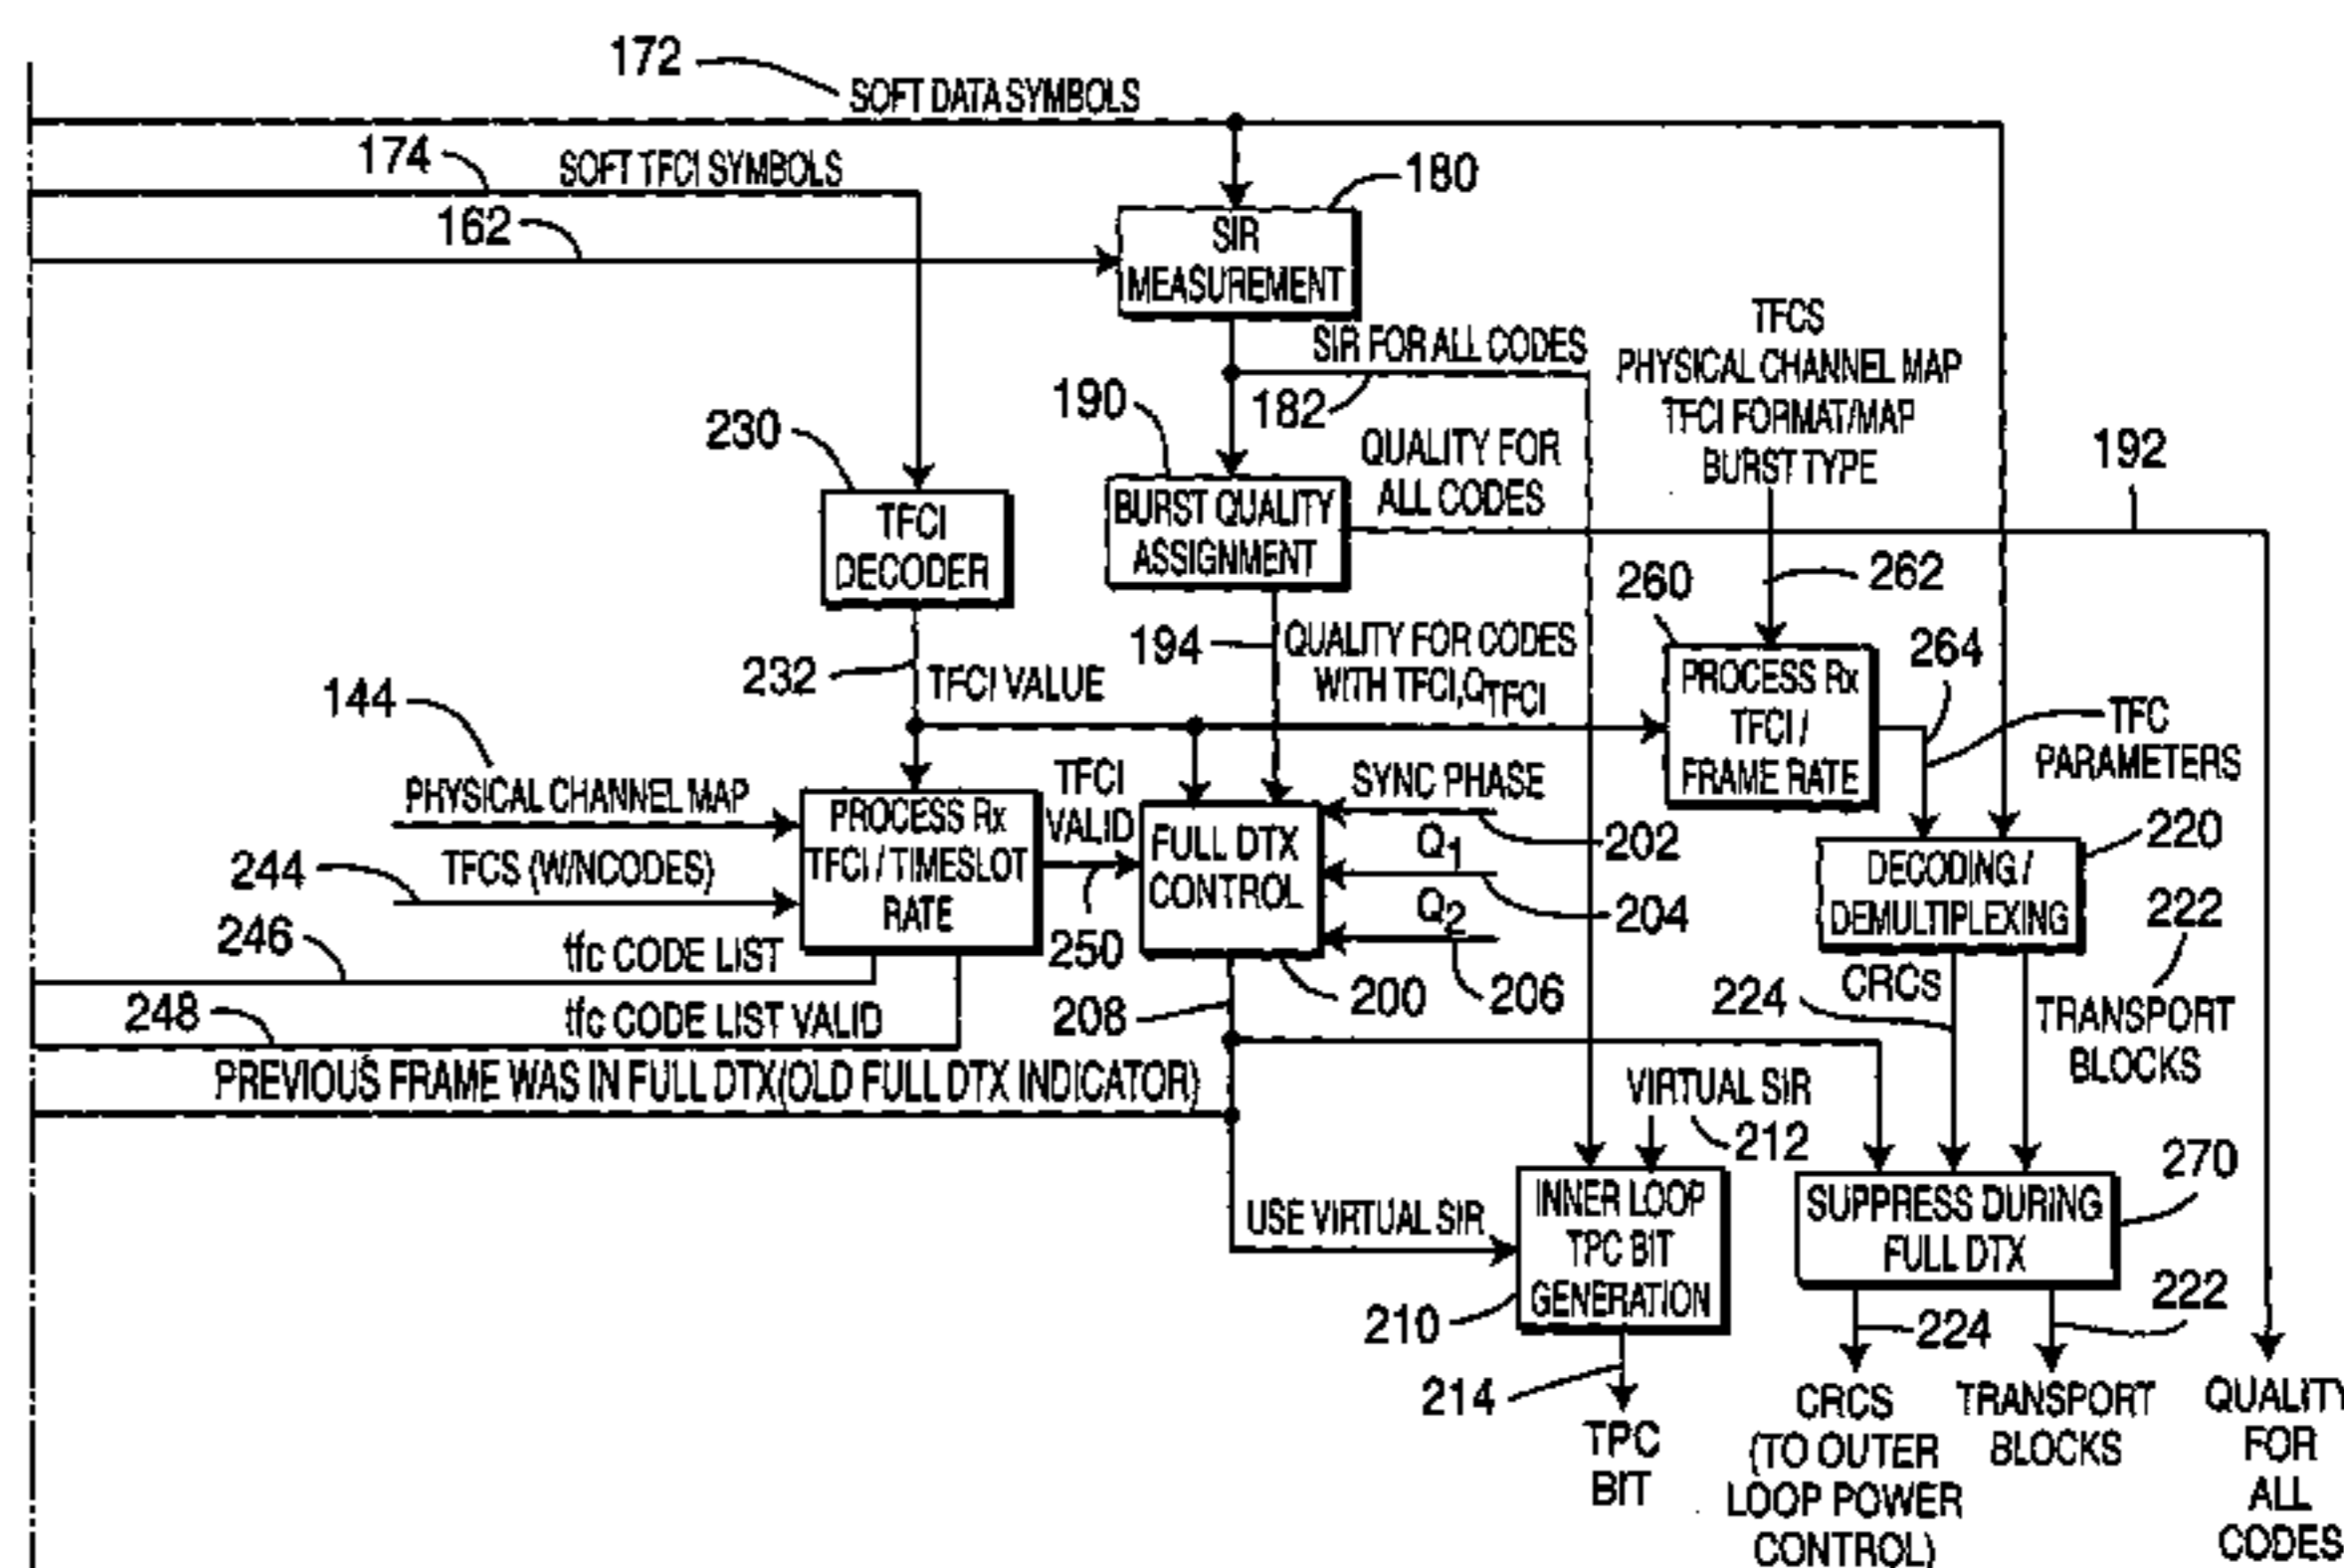 172
SOFT DATA SYMBOLS
174
SOFT TFCI SYMBOLS
180
162
SIR
MEASUREMENT
TFCS
PHYSICAL CHANNEL MAP
TFCI FORMAT/MAP
BURST TYPE
SIR FOR ALL CODES
182
190
230
QUALITY FOR
ALL CODES
192
BURST QUALITY
ASSIGNMENT
TFCI
DECODER
262
260
194
QUALITY FOR CODES
WITH TFCI,QTFCI
264
232
TFCI VALUE
PROCESS Rx
TFCI /
FRAME RATE
TFC
PARAMETERS
144
PHYSICAL CHANNEL MAP
TFCI
VALID
SYNC PHASE
202
PROCESS Rx
TFCI / TIMESLOT
RATE
FULL DTX
CONTROL
Q1
204
220
244
TFCS (W/NCODES)
Q2
206
DECODING /
DEMULTIPLEXING
222
246
tfc CODE LIST
250
200
208
224
CRCs
TRANSPORT
BLOCKS
248
tfc CODE LIST VALID
PREVIOUS FRAME WAS IN FULL DTX(OLD FULL DTX INDICATOR)
VIRTUAL SIR
212
270
USE VIRTUAL SIR
INNER LOOP
TPC BIT
GENERATION
SUPPRESS DURING
FULL DTX
210
224
222
214
TPC
BIT
CRCS
(TO OUTER
LOOP POWER
CONTROL)
TRANSPORT
BLOCKS
QUALITY
FOR
ALL
CODES